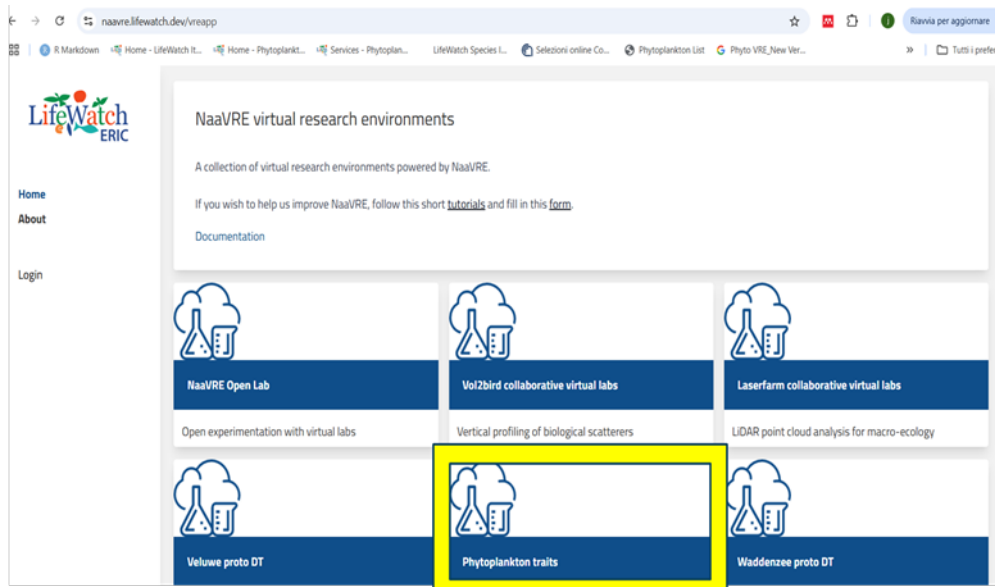 naavre.lifewatch.dev/vreapp
Riavvia per aggiornare
R Markdown
Home - LifeWatch It...
Home - Phytoplankt...
Services - Phytoplan...
LifeWatch Species I...
Selezioni online Co...
Phytoplankton List
Phyto VRE_New Ver...
»
Tutti i prefer
LifeWatch
ERIC
Home
About
Login
NaaVRE virtual research environments
A collection of virtual research environments powered by NaaVRE.
If you wish to help us improve NaaVRE, follow this short tutorials and fill in this form.
Documentation
NaaVRE Open Lab
Open experimentation with virtual labs
Vol2bird collaborative virtual labs
Vertical profiling of biological scatterers
Laserfarm collaborative virtual labs
LiDAR point cloud analysis for macro-ecology
Veluwe proto DT
Phytoplankton traits
Waddenzee proto DT